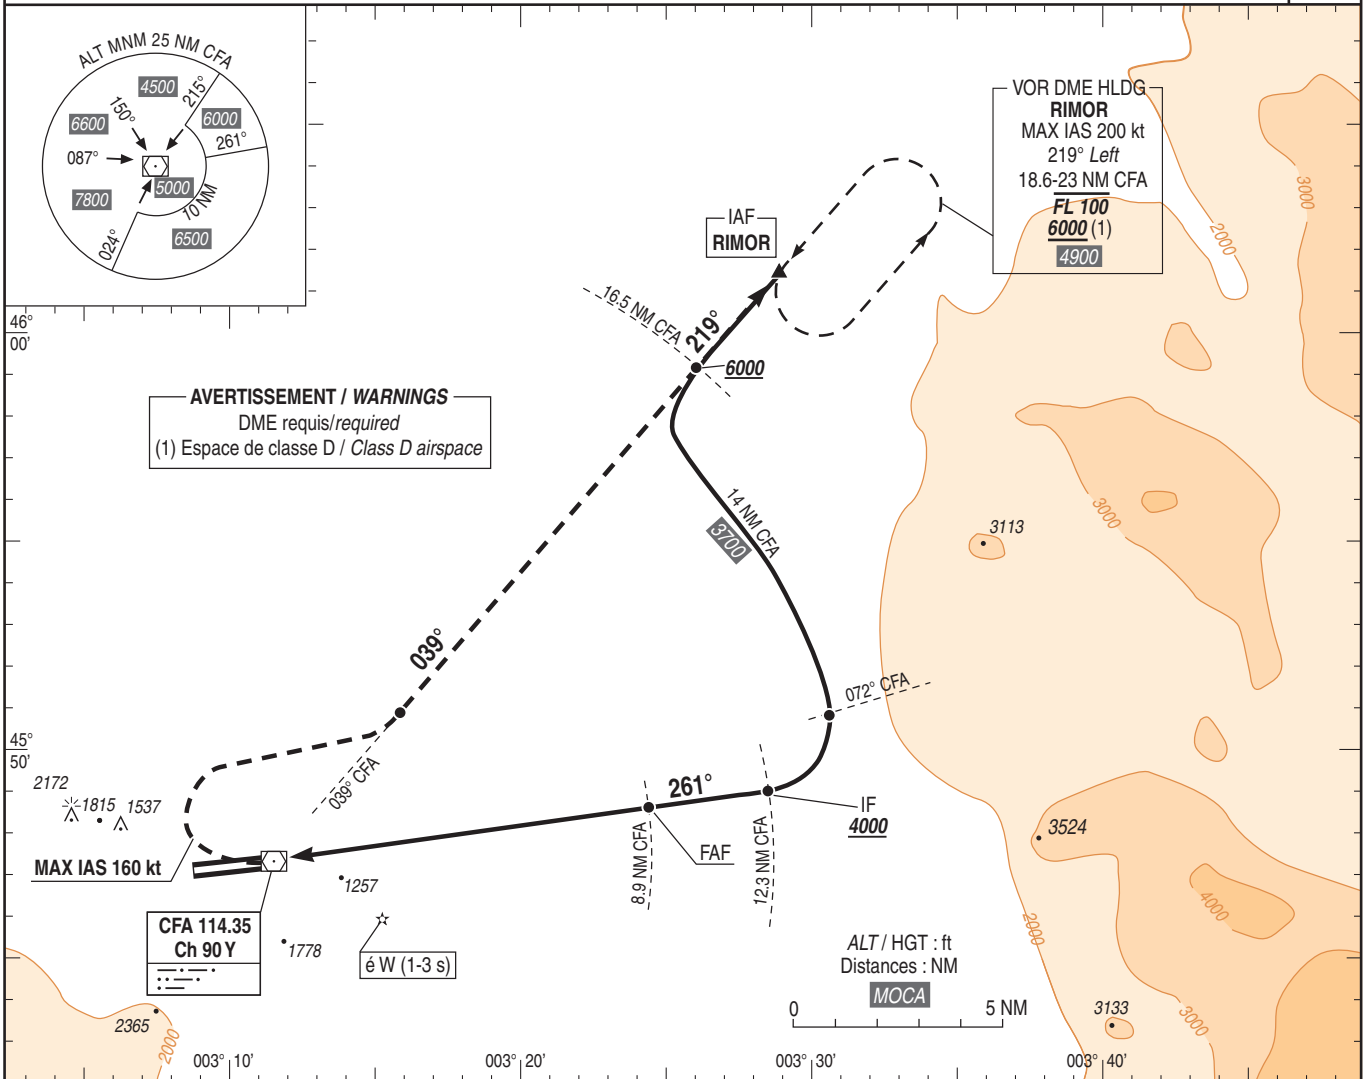 ALT MNM 25 NM CFA
4500
215°
150°
6600
6000
261°
087°
5000
7800
10 NM
6500
024°
VOR DME HLDG
RIMOR
MAX IAS 200 kt
219° Left
18.6-23 NM CFA
FL 100
6000 (1)
4900
IAF
RIMOR
16.5 NM CFA
219°
6000
46°
00'
AVERTISSEMENT / WARNINGS
DME requis/required
(1) Espace de classe D / Class D airspace
14 NM CFA
3700
039°
072° CFA
45°
50'
039° CFA
261°
IF
4000
FAF
8.9 NM CFA
12.3 NM CFA
2172
1815
1537
MAX IAS 160 kt
1257
CFA 114.35
Ch 90 Y
1778
é W (1-3 s)
2365
2000
ALT / HGT : ft
Distances : NM
MOCA
0
5 NM
3000
2000
3000
3113
3524
4000
2000
3133
3000
003° 10'
003° 20'
003° 30'
003° 40'